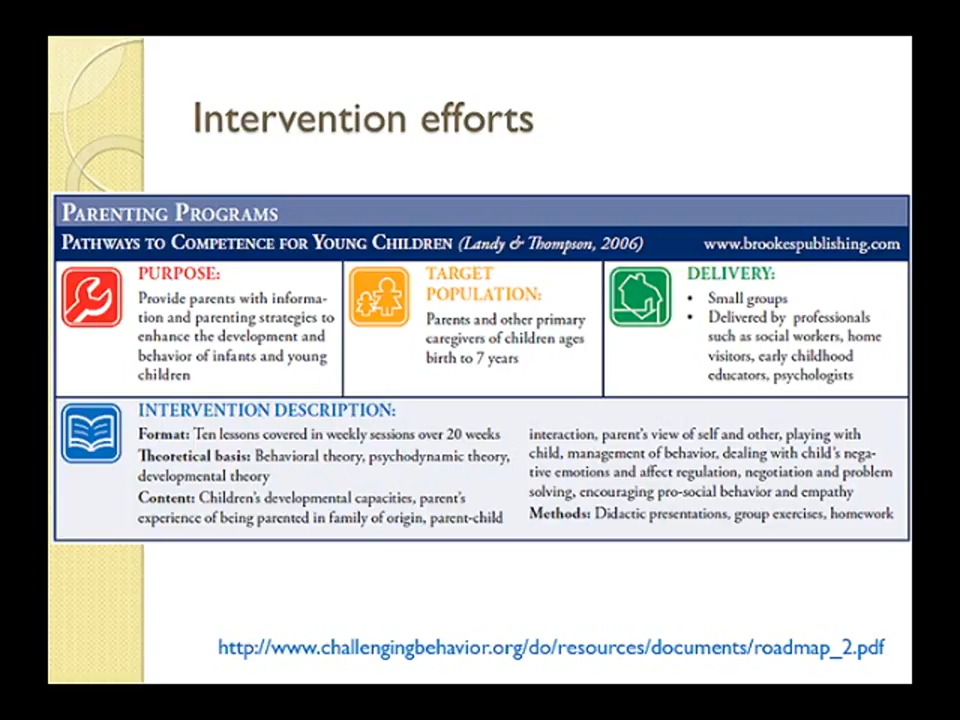 Intervention efforts
PARENTING PROGRAMS
PATHWAYS TO COMPETENCE FOR YOUNG CHILDREN (Landy & Thompson, 2006) www.brookespublishing.com
PURPOSE:
Provide parents with informa-
tion and parenting strategies to
enhance the development and
behavior of infants and young
children
TARGET
POPULATION:
Parents and other primary
caregivers of children ages
birth to 7 years
DELIVERY:
• Small groups
• Delivered by professionals
such as social workers, home
visitors, early childhood
educators, psychologists
INTERVENTION DESCRIPTION:
Format: Ten lessons covered in weekly sessions over 20 weeks
Theoretical basis: Behavioral theory, psychodynamic theory,
developmental theory
Content: Children's developmental capacities, parent's
experience of being parented in family of origin, parent-child
interaction, parent's view of self and other, playing with
child, management of behavior, dealing with child's nega-
tive emotions and affect regulation, negotiation and problem
solving, encouraging pro-social behavior and empathy
Methods: Didactic presentations, group exercises, homework
http://www.challengingbehavior.org/do/resources/documents/roadmap_2.pdf